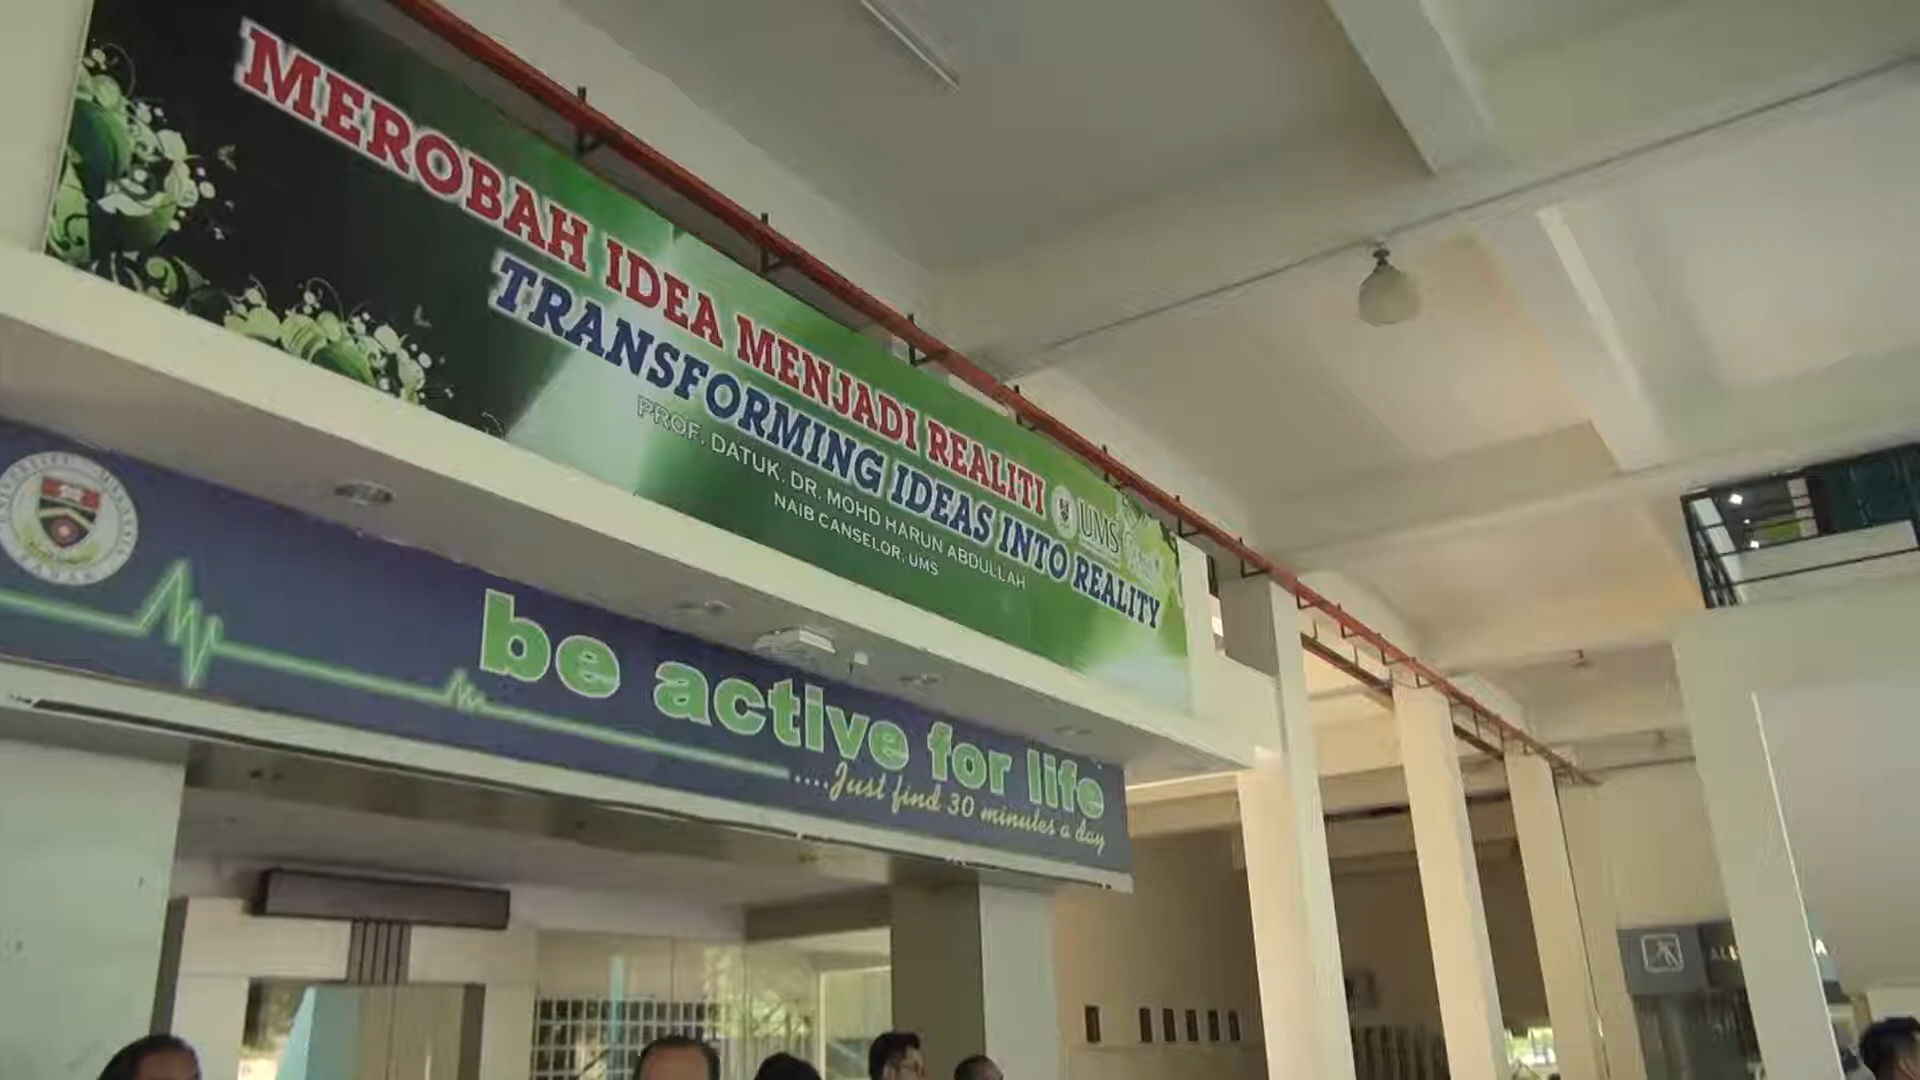 MEROBAH IDEA MENJADI REALITI
TRANSFORMING IDEAS INTO REALITY
PROF. DATUK. DR. MOHD HARUN ABDULLAH
NAIB CANSELOR, UMS
UMS
be active for life
....Just find 30 minutes a day